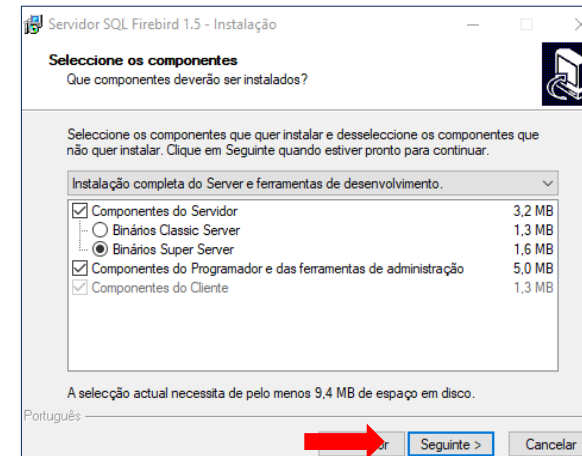 Servidor SQL Firebird 1.5 - Instalação
Seleccione os componentes
Que componentes deverão ser instalados?
Seleccione os componentes que quer instalar e desseleccione os componentes que
não quer instalar. Clique em Seguinte quando estiver pronto para continuar.
Instalação completa do Server e ferramentas de desenvolvimento.
Componentes do Servidor 3,2 MB
Binários Classic Server 1,3 MB
Binários Super Server 1,6 MB
Componentes do Programador e das ferramentas de administração 5,0 MB
Componentes do Cliente 1,3 MB
A selecção actual necessita de pelo menos 9,4 MB de espaço em disco.
Português
Seguinte > Cancelar